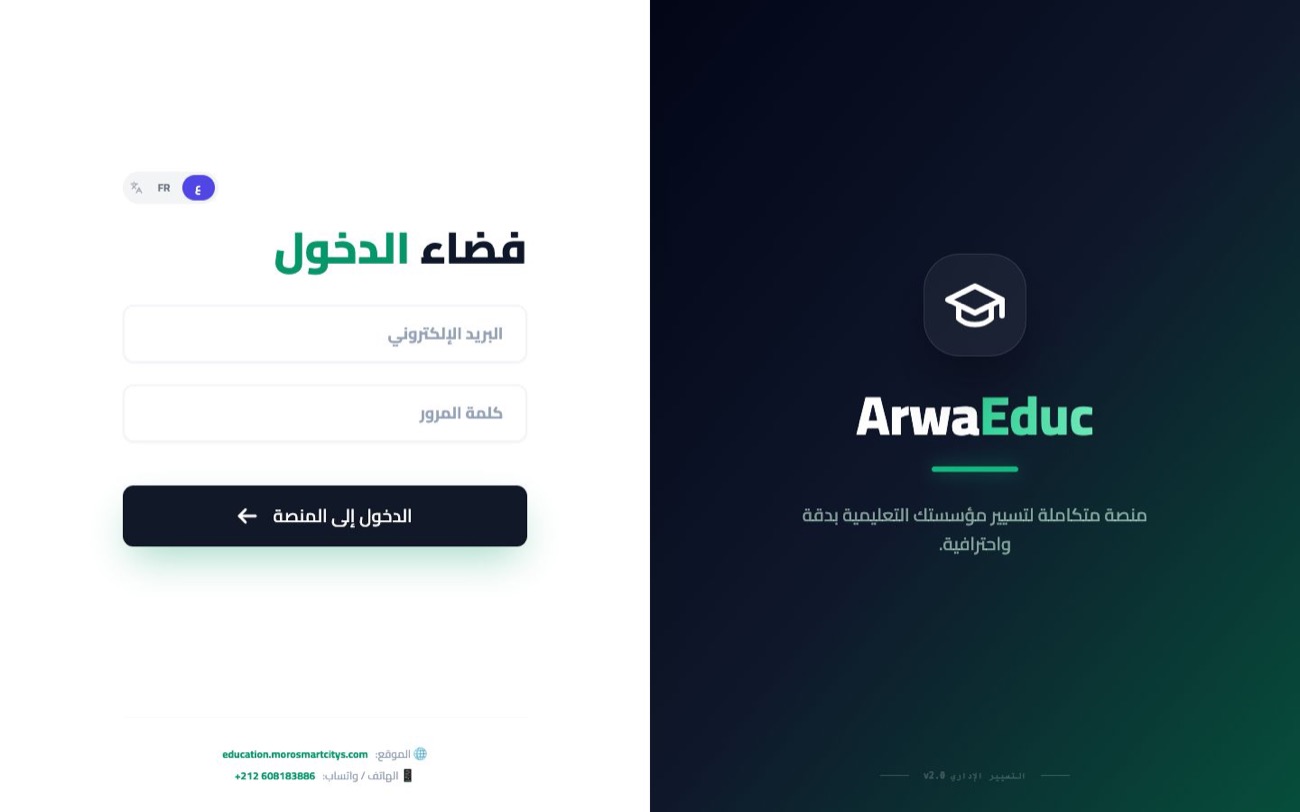 ع FR
فضاء الدخول
البريد الإلكتروني
كلمة المرور
الدخول إلى المنصة
🌐 الموقع: education.morosmartcitys.com
📱 الهاتف / واتساب: +212 608183886
ArwaEduc
منصة متكاملة لتسيير مؤسستك التعليمية بدقة
واحترافية.
التسيير الإداري v2.0